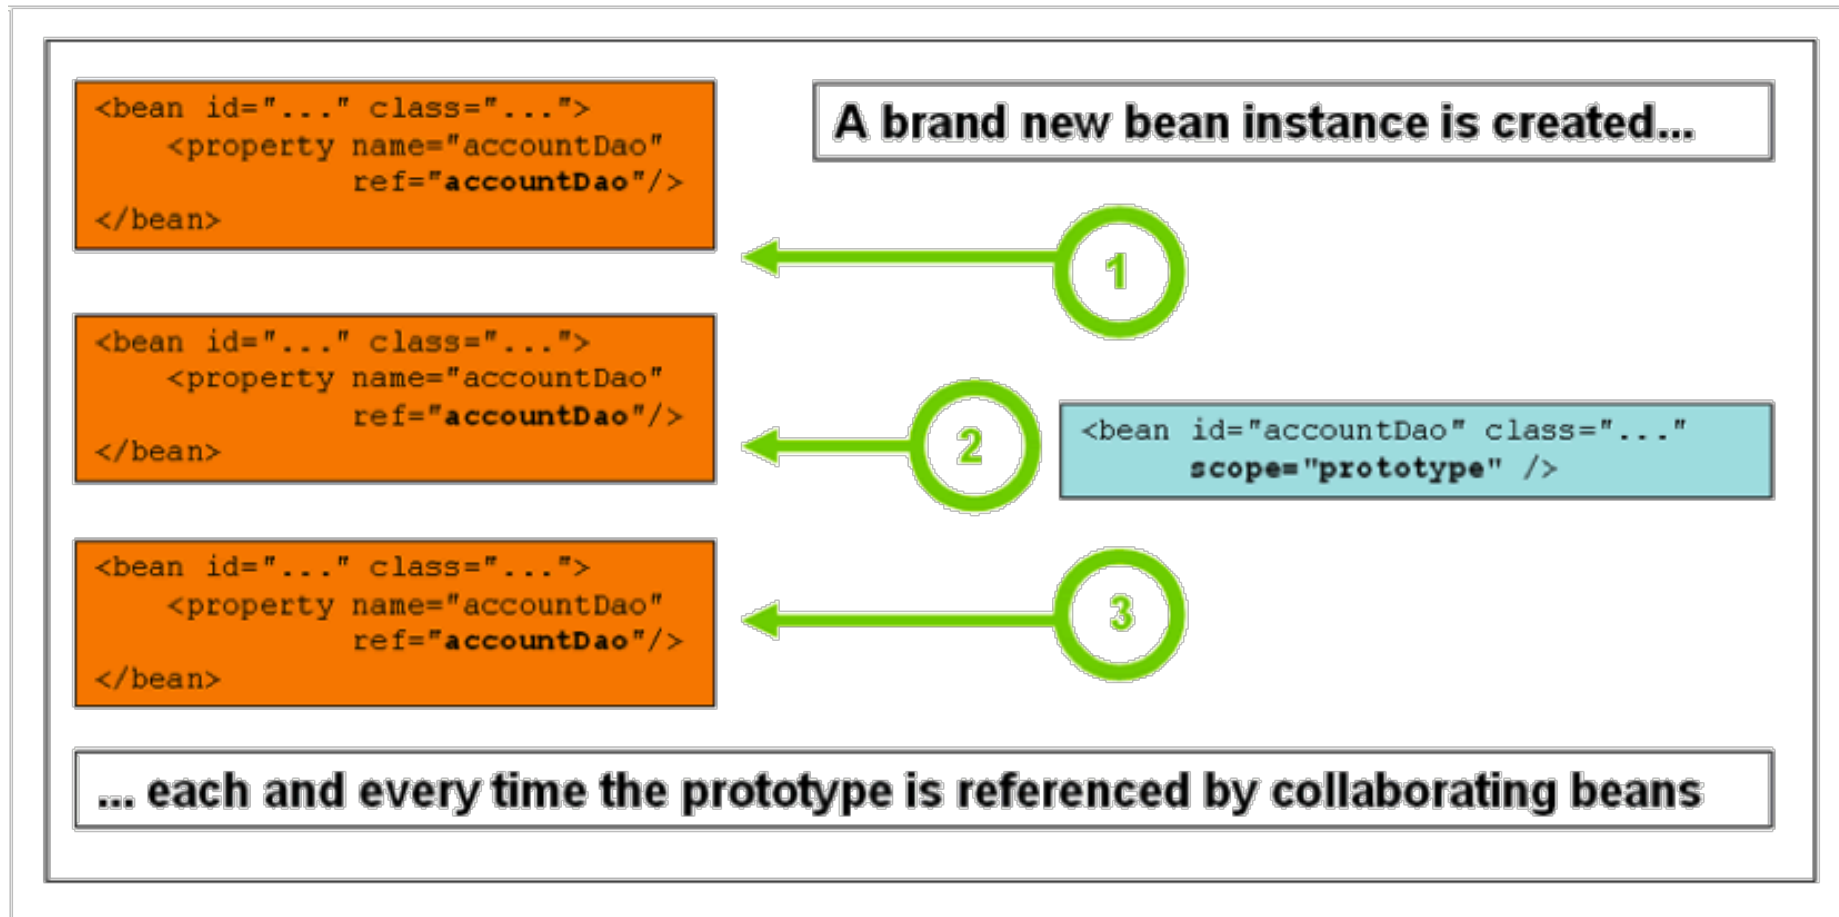 <bean id="..." class="...">
<property name="accountDao"
ref="accountDao"/>
</bean>
A brand new bean instance is created...
1
<bean id="..." class="...">
<property name="accountDao"
ref="accountDao"/>
</bean>
2
<bean id="accountDao" class="..."
scope="prototype" />
<bean id="..." class="...">
<property name="accountDao"
ref="accountDao"/>
</bean>
3
... each and every time the prototype is referenced by collaborating beans